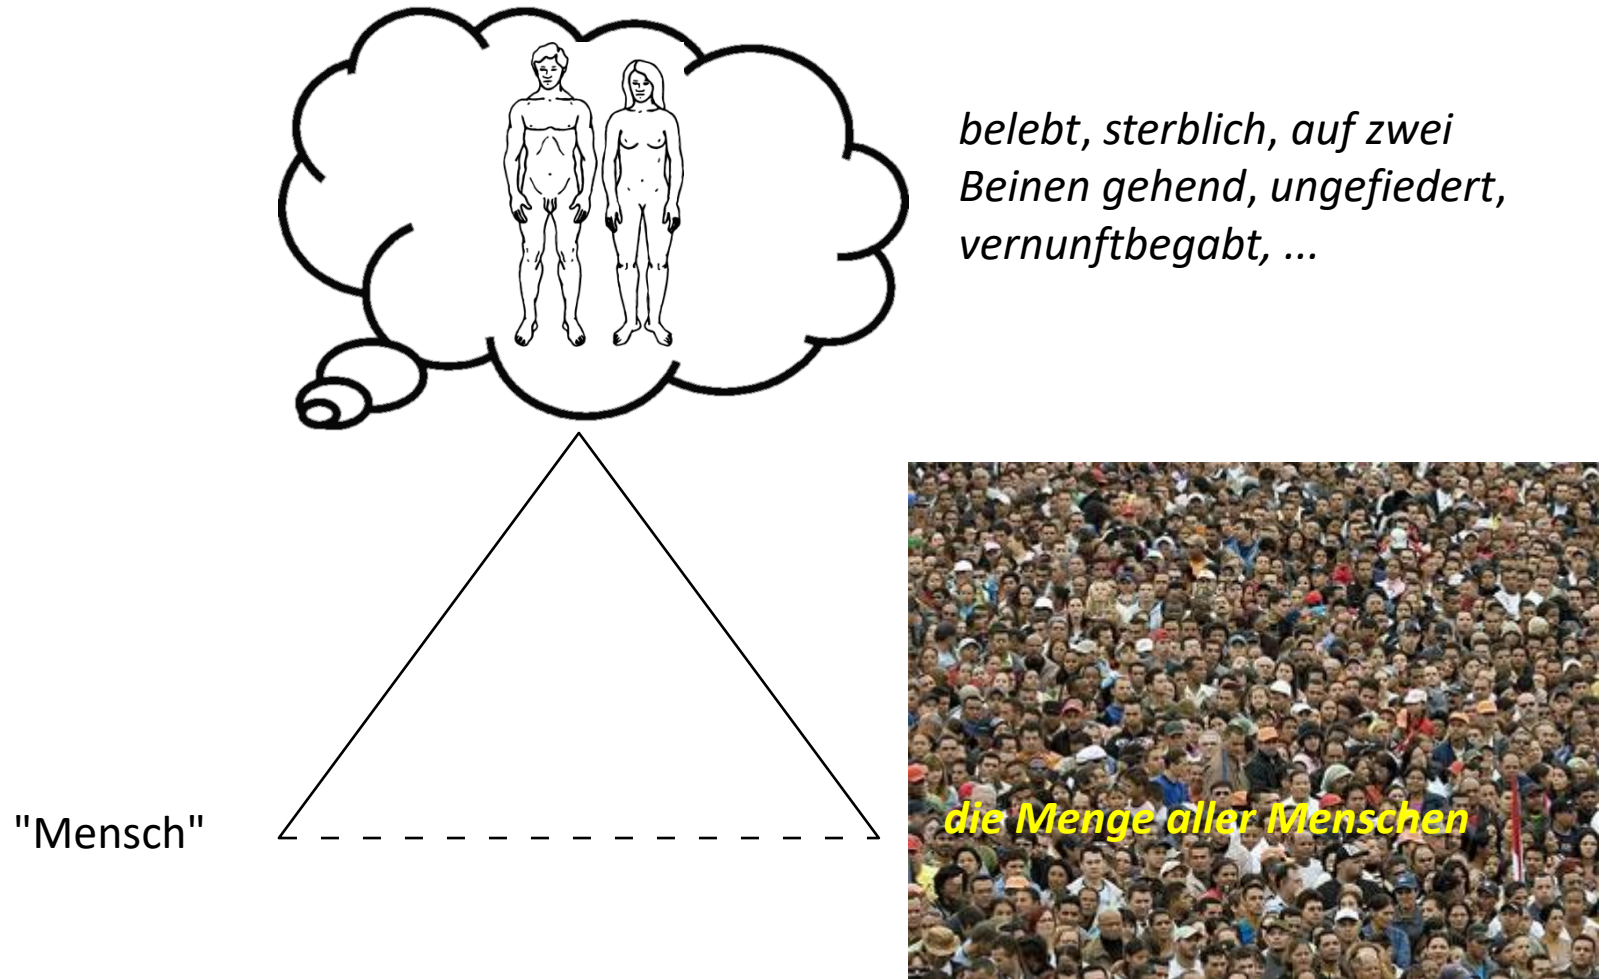 belebt, sterblich, auf zwei
Beinen gehend, ungefiedert,
vernunftbegabt, ...
"Mensch"
die Menge aller Menschen